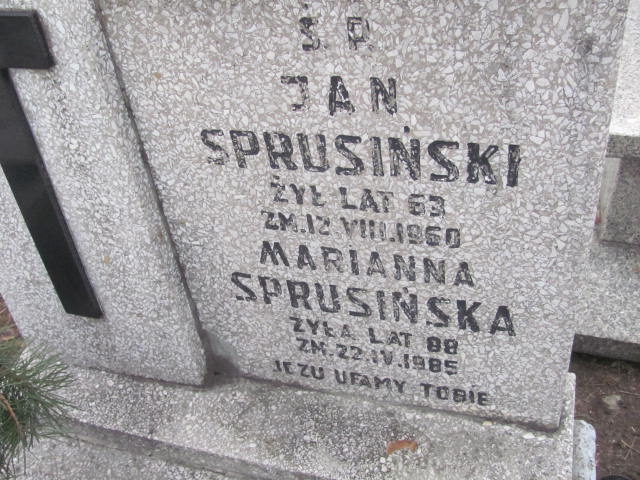 Ś. P.
JAN
SPRUSIŃSKI
ŻYŁ LAT 63
ZM. 12 VIII. 1960
MARIANNA
SPRUSIŃSKA
ŻYŁA LAT 88
ZM. 22. IV. 1985
JEZU UFAMY TOBIE